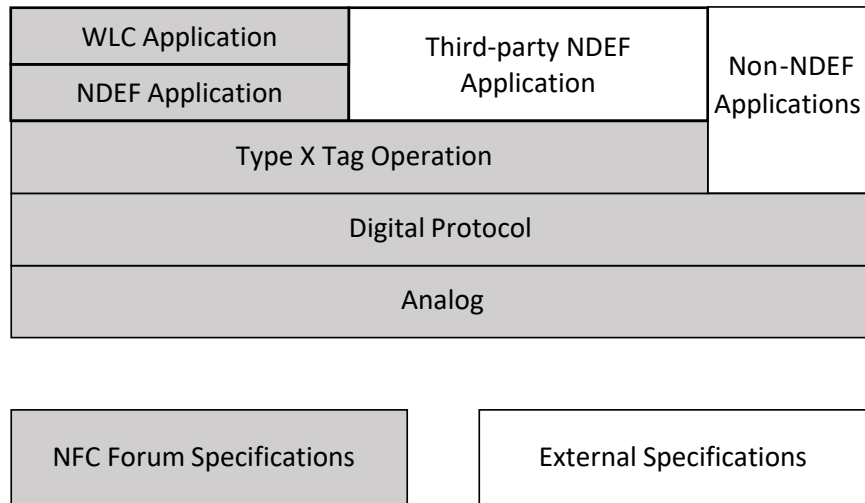 WLC Application
NDEF Application
Third-party NDEF
Application
Non-NDEF
Applications
Type X Tag Operation
Digital Protocol
Analog
NFC Forum Specifications
External Specifications